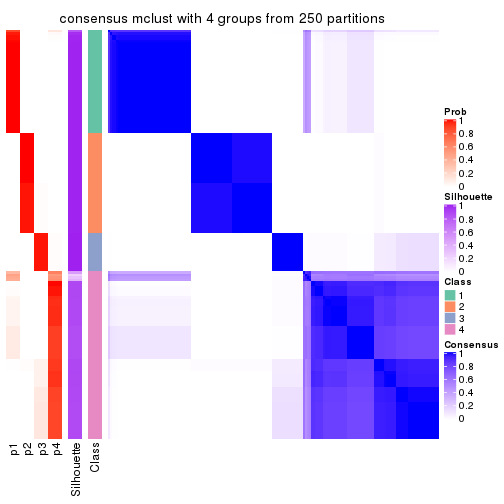 consensus mclust with 4 groups from 250 partitions
Prob
1
0.8
0.6
0.4
0.2
0
Silhouette
1
0.8
0.6
0.4
0.2
0
Class
1
2
3
4
Consensus
1
0.8
0.6
0.4
0.2
0
p1
p2
p3
p4
Silhouette
Class